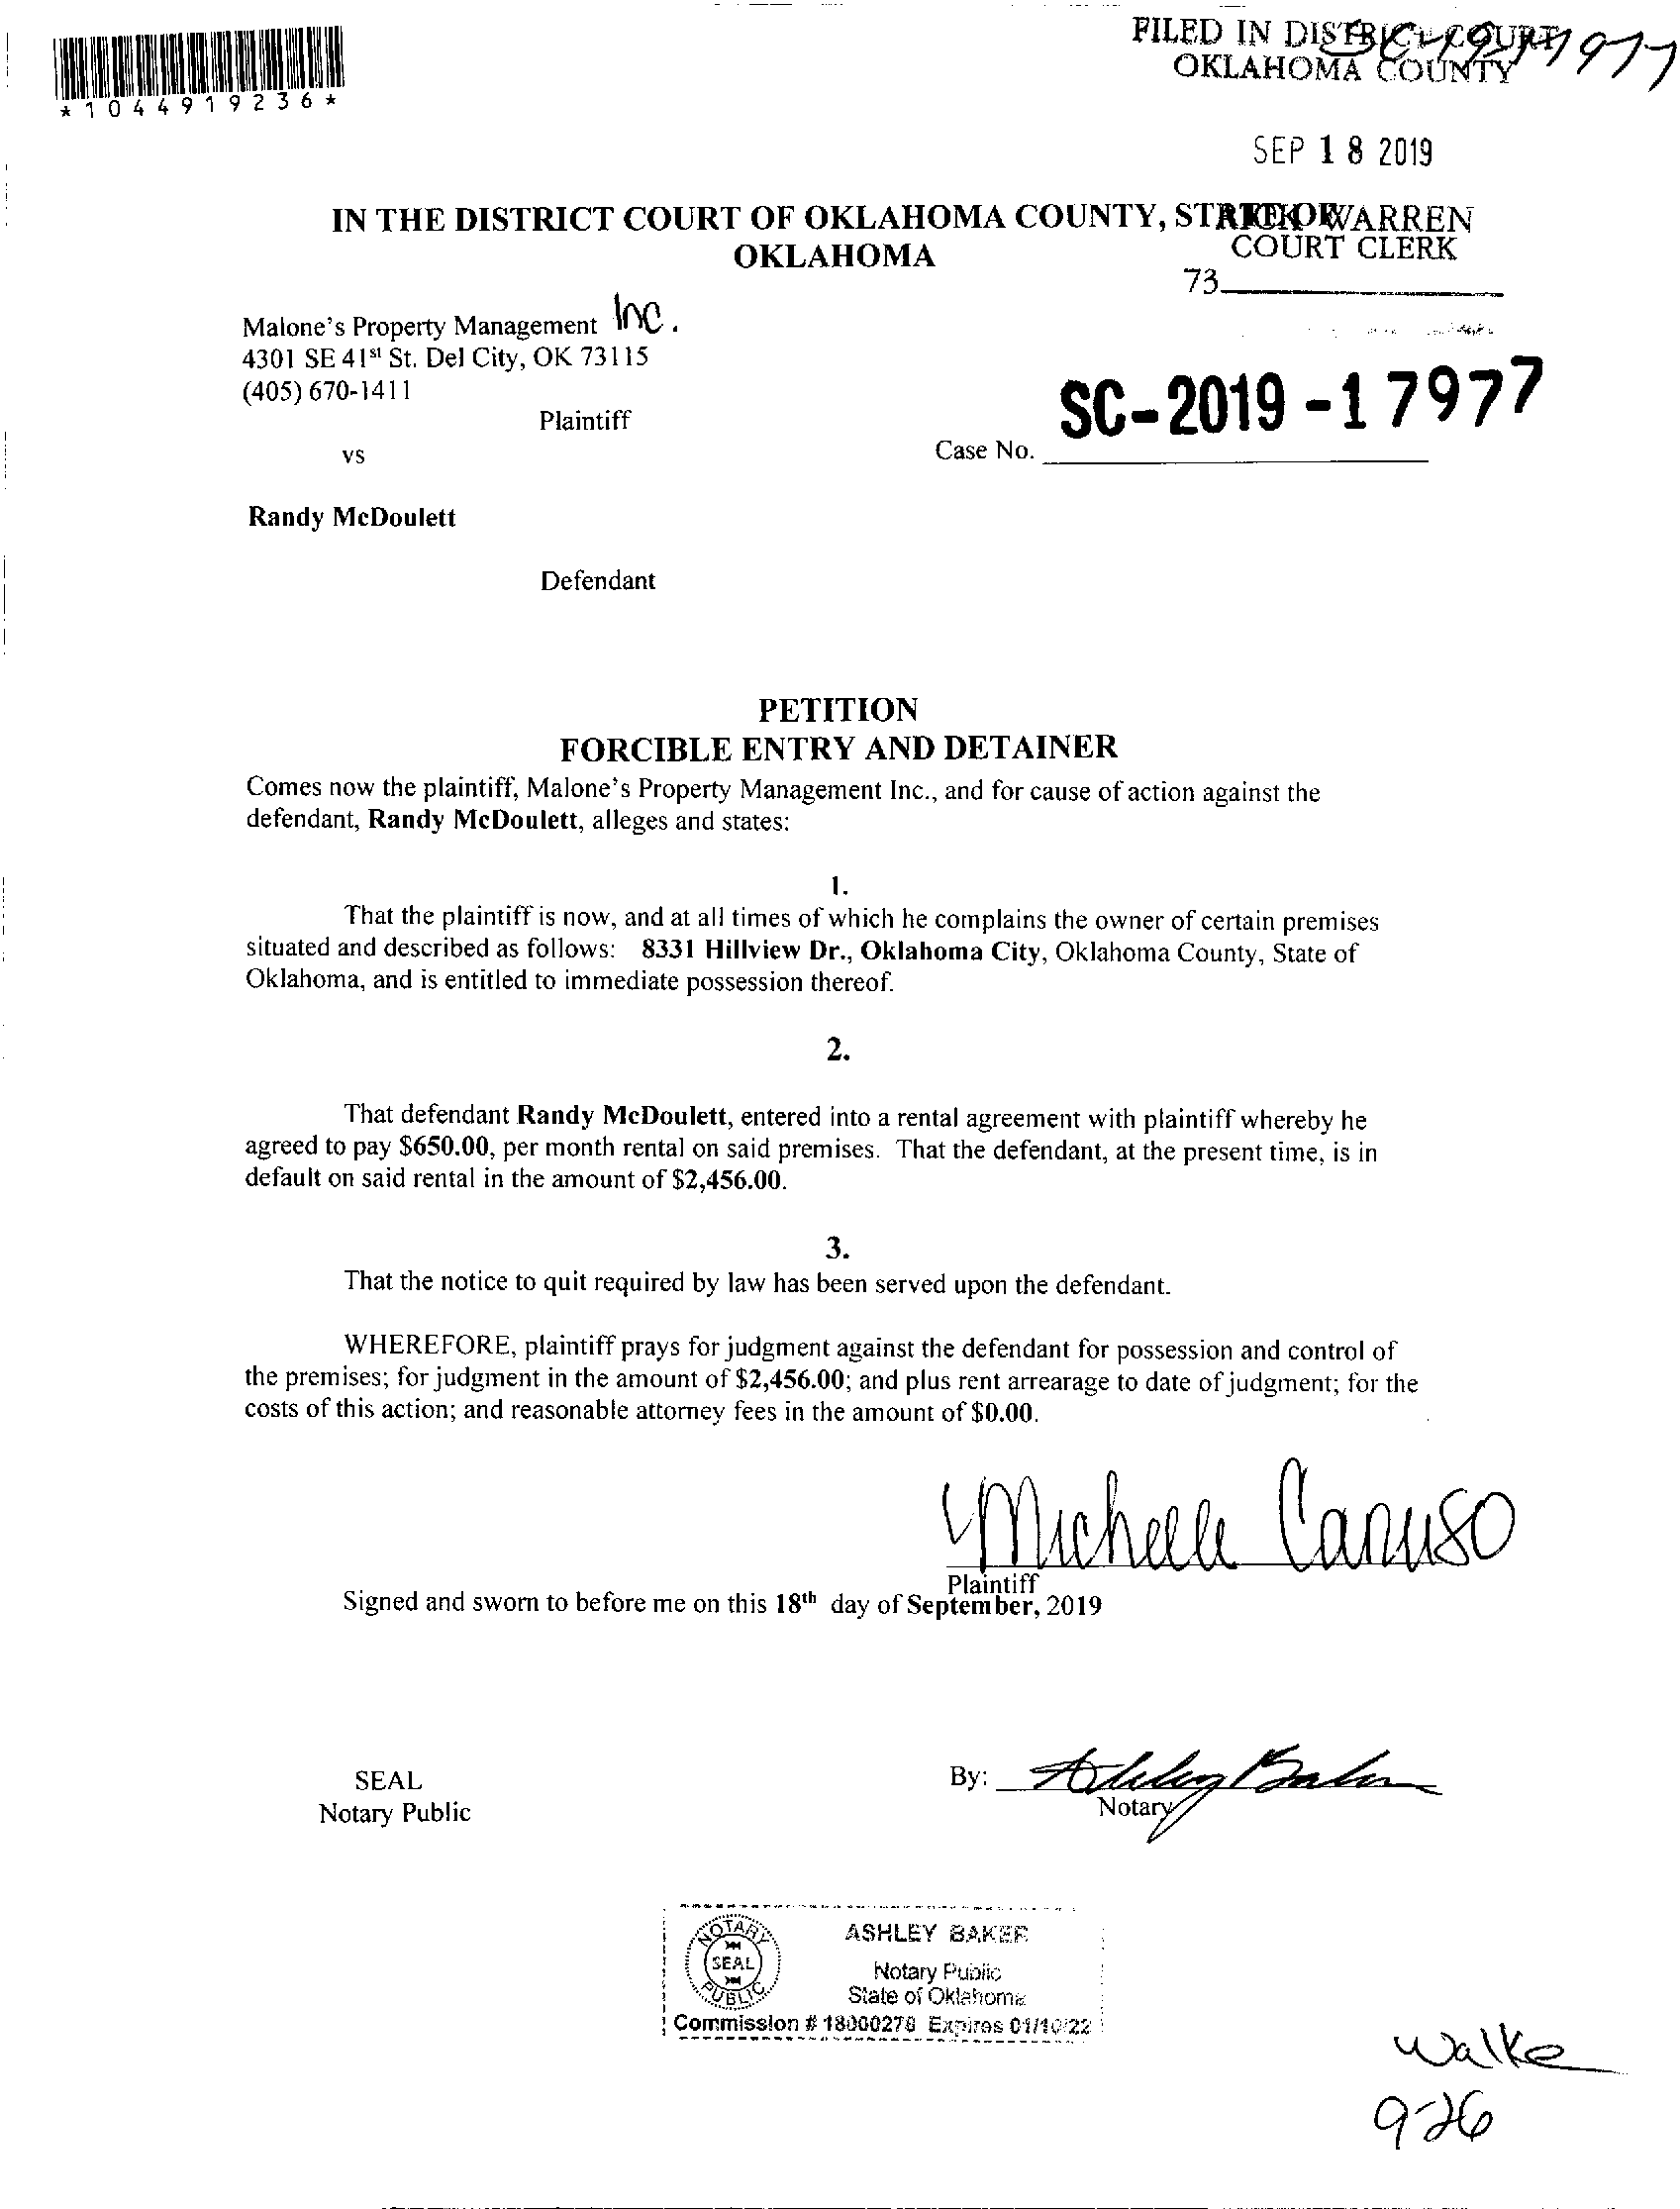 *1044919236*
FILED IN DISTRICT COURT
OKLAHOMA COUNTY
SEP 18 2019
RICK WARREN
COURT CLERK
73
IN THE DISTRICT COURT OF OKLAHOMA COUNTY, STATE OF
OKLAHOMA
Malone's Property Management Inc.
4301 SE 41st St. Del City, OK 73115
(405) 670-1411
Plaintiff
vs
SC-2019-17977
Case No.
Randy McDoulett
Defendant
PETITION
FORCIBLE ENTRY AND DETAINER
Comes now the plaintiff, Malone's Property Management Inc., and for cause of action against the
defendant, Randy McDoulett, alleges and states:
1.
That the plaintiff is now, and at all times of which he complains the owner of certain premises
situated and described as follows: 8331 Hillview Dr., Oklahoma City, Oklahoma County, State of
Oklahoma, and is entitled to immediate possession thereof.
2.
That defendant Randy McDoulett, entered into a rental agreement with plaintiff whereby he
agreed to pay $650.00, per month rental on said premises. That the defendant, at the present time, is in
default on said rental in the amount of $2,456.00.
3.
That the notice to quit required by law has been served upon the defendant.
WHEREFORE, plaintiff prays for judgment against the defendant for possession and control of
the premises; for judgment in the amount of $2,456.00; and plus rent arrearage to date of judgment; for the
costs of this action; and reasonable attorney fees in the amount of $0.00.
Michelle Caruso
Plaintiff
Signed and sworn to before me on this 18th day of September, 2019
SEAL
Notary Public
By: Ashley Baker
Notary
NOTARY
SEAL
PUBLIC
ASHLEY BAKER
Notary Public
State of Oklahoma
Commission # 18000278 Expires 01/10/22
Walke
9-26